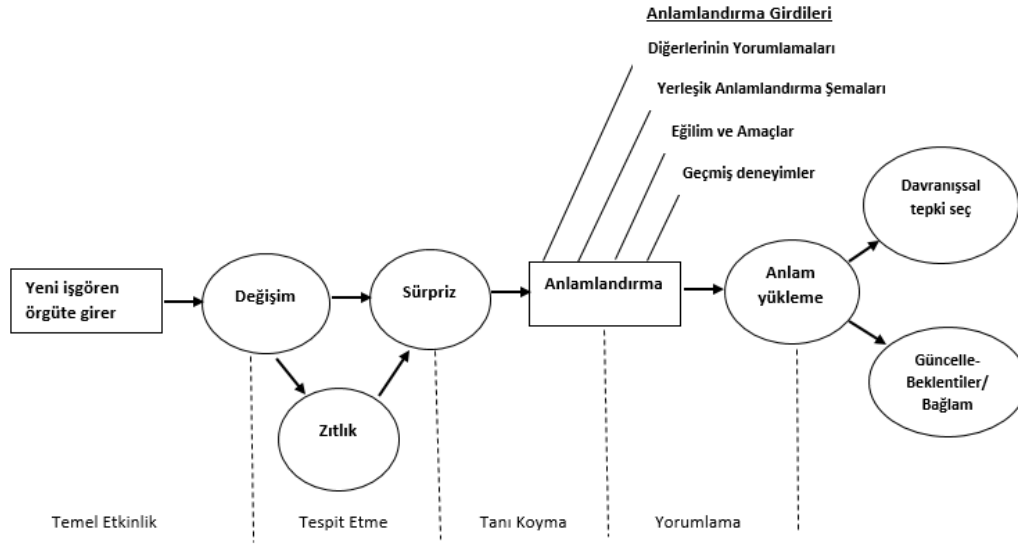 Anlamlandırma Girdileri
Diğerlerinin Yorumlamaları
Yerleşik Anlamlandırma Şemaları
Eğilim ve Amaçlar
Geçmiş deneyimler
Davranışsal
tepki seç
Yeni işgören
örgüte girer
Değişim
Sürpriz
Anlamlandırma
Anlam
yükleme
Zıtlık
Güncelle-
Beklentiler/
Bağlam
Temel Etkinlik
Tespit Etme
Tanı Koyma
Yorumlama